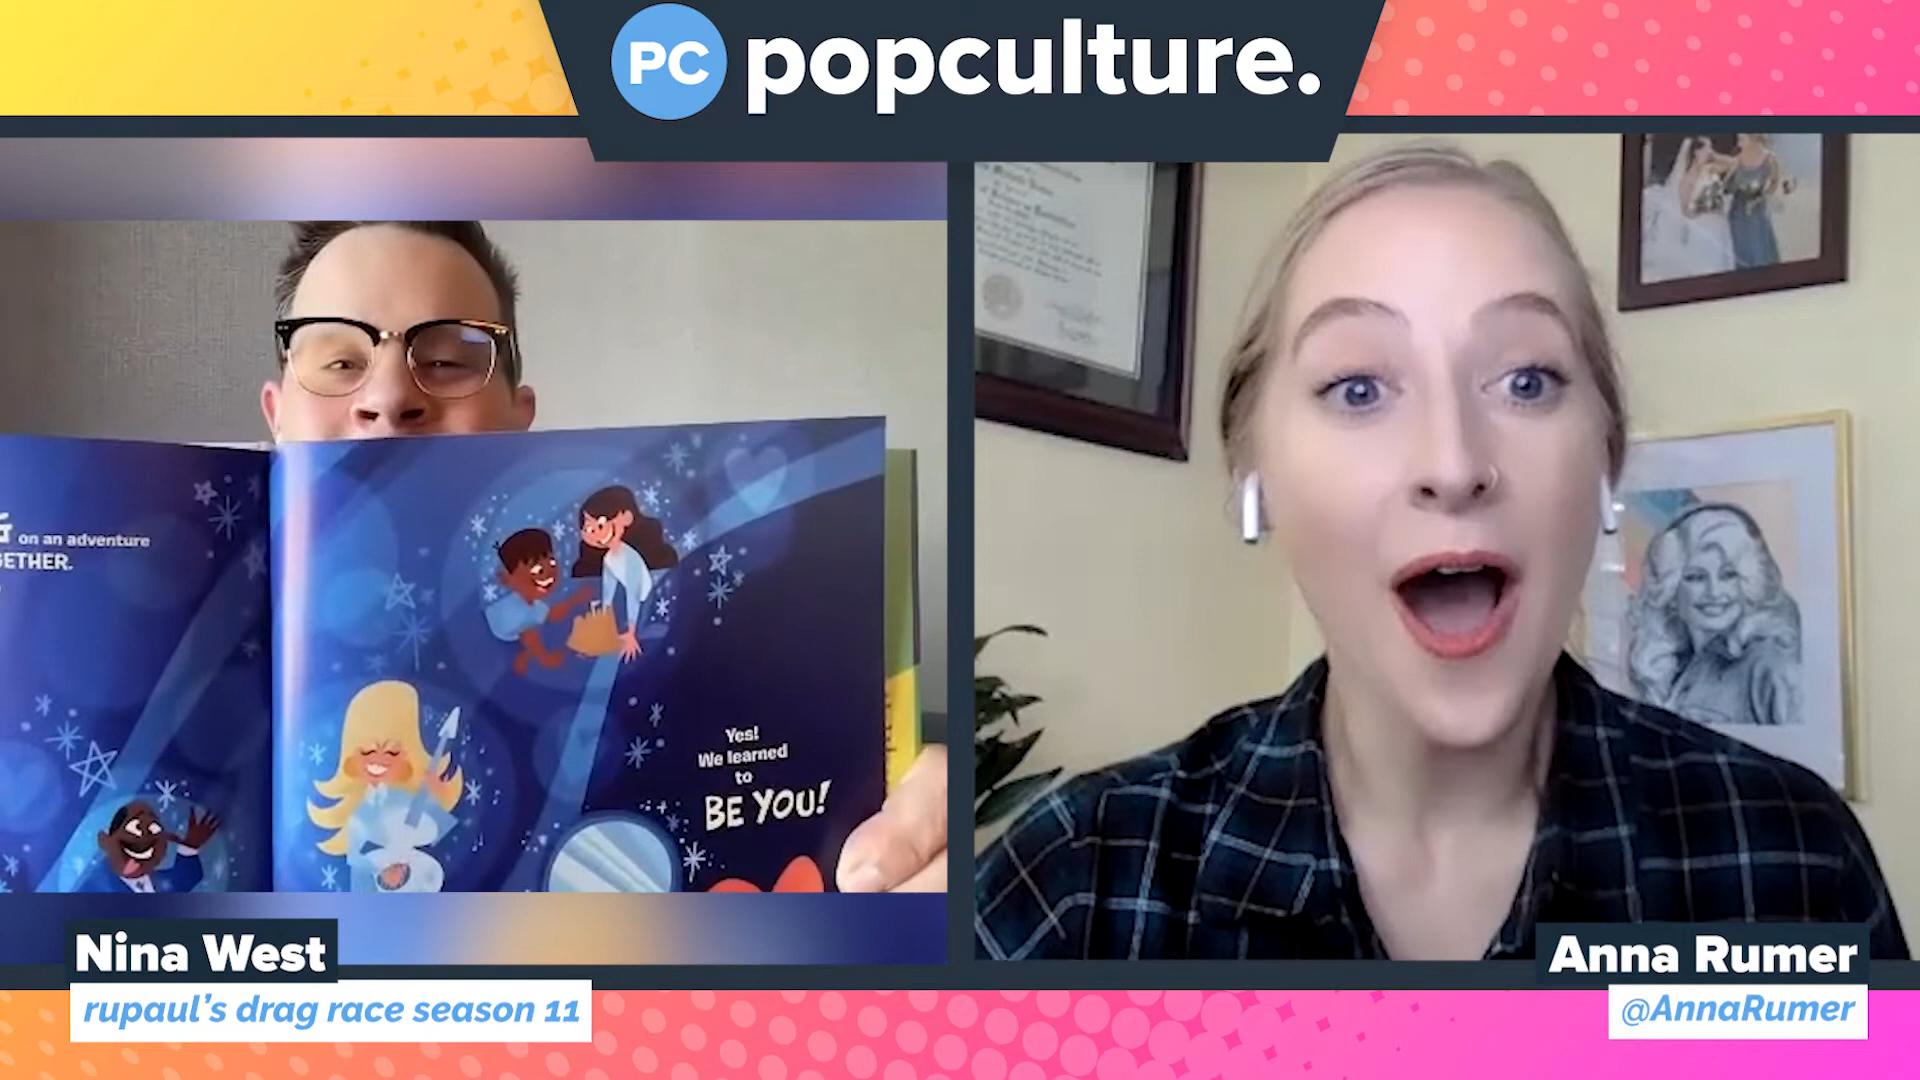 PC popculture.
on an adventure
Yes!
We learned
to
BE YOU!
Nina West
rupaul's drag race season 11
Anna Rumer
@AnnaRumer